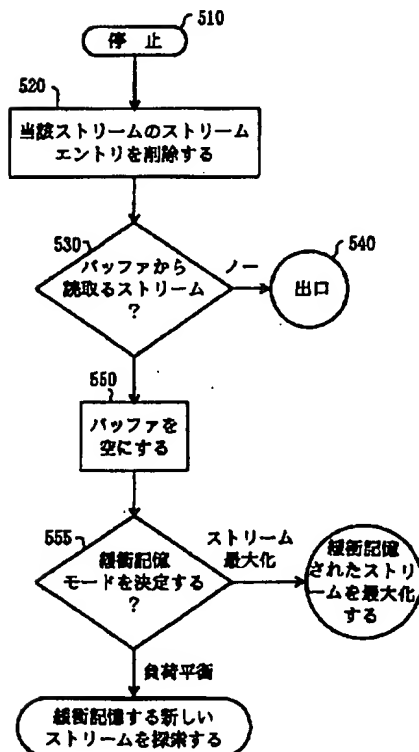 510
停 止
520
当該ストリームのストリーム
エントリを削除する
530
バッファから
読取るストリーム
?
ノー
540
出口
550
バッファを
空にする
555
緩衝記憶
モードを決定する
?
ストリーム
最大化
緩衝記憶
されたストリ
ームを最大化
する
負荷平衡
緩衝記憶する新しい
ストリームを探索する